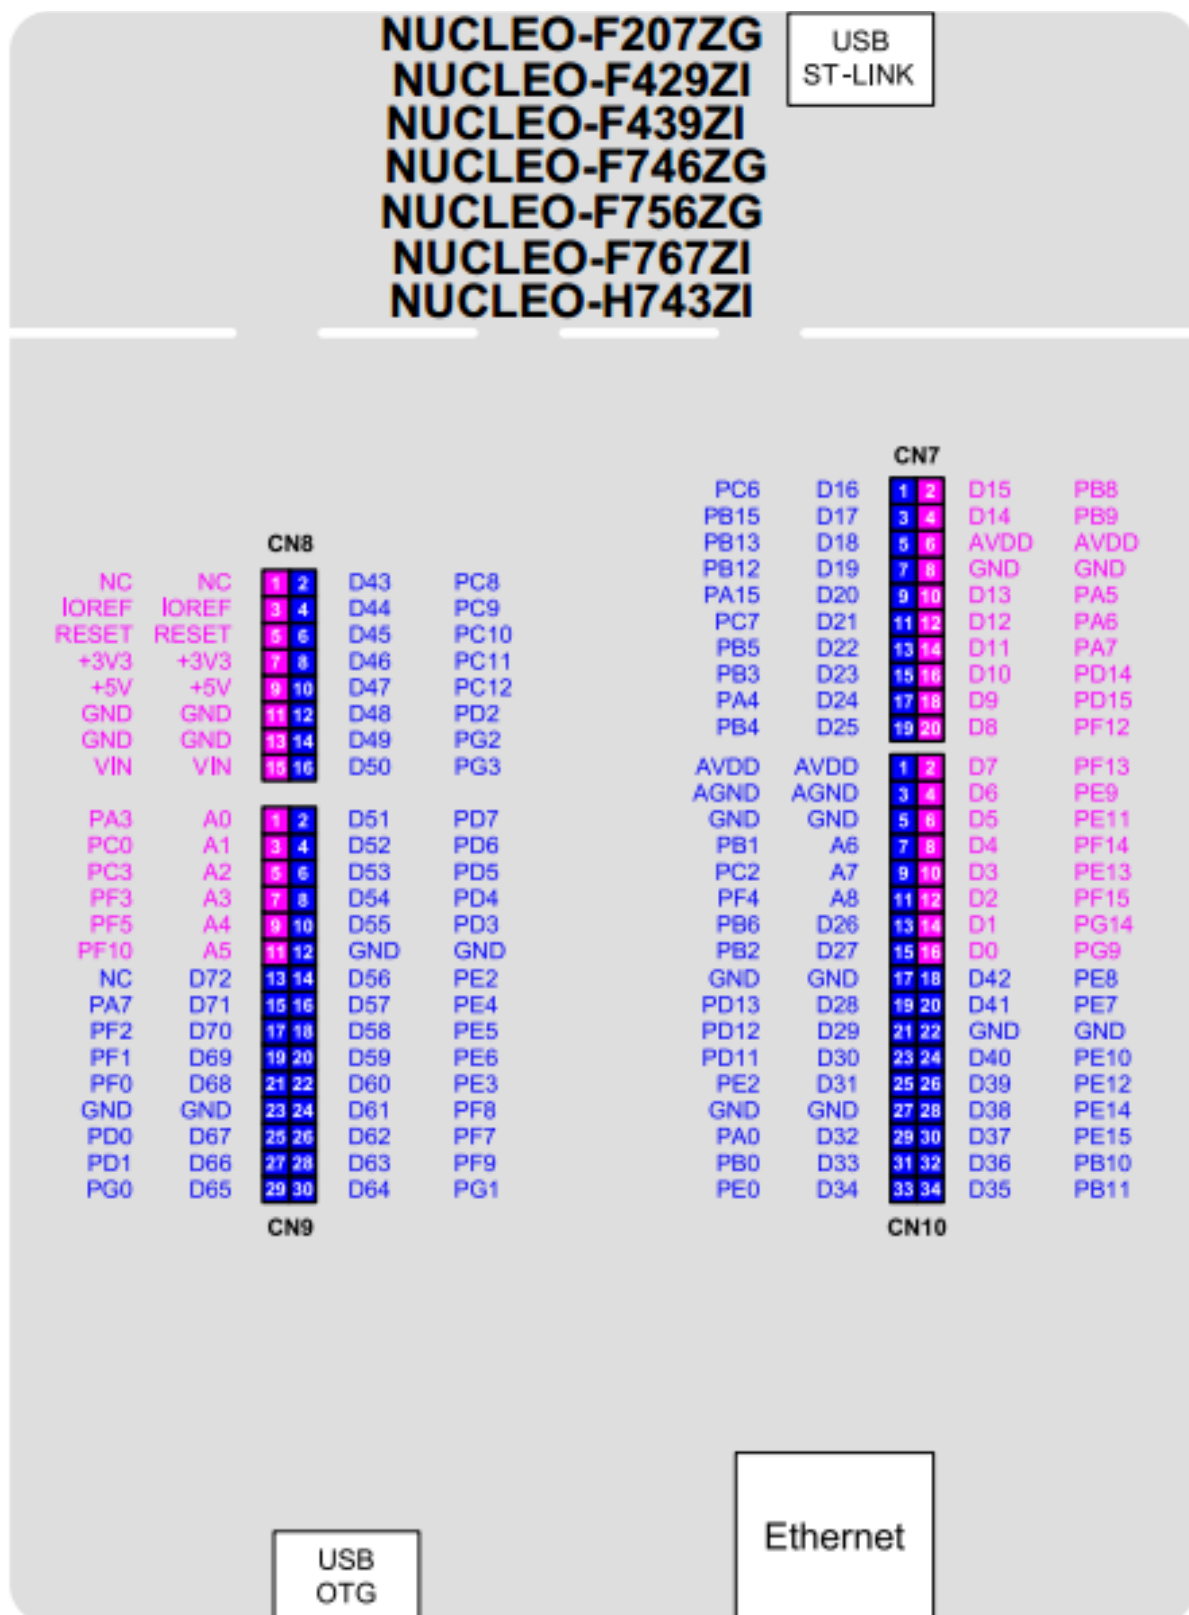 NUCLEO-F207ZG
NUCLEO-F429ZI
NUCLEO-F439ZI
NUCLEO-F746ZG
NUCLEO-F756ZG
NUCLEO-F767ZI
NUCLEO-H743ZI
USB
ST-LINK
CN8
NC NC 1 2 D43 PC8
IOREF IOREF 3 4 D44 PC9
RESET RESET 5 6 D45 PC10
+3V3 +3V3 7 8 D46 PC11
+5V +5V 9 10 D47 PC12
GND GND 11 12 D48 PD2
GND GND 13 14 D49 PG2
VIN VIN 15 16 D50 PG3
PA3 A0 1 2 D51 PD7
PC0 A1 3 4 D52 PD6
PC3 A2 5 6 D53 PD5
PF3 A3 7 8 D54 PD4
PF5 A4 9 10 D55 PD3
PF10 A5 11 12 GND GND
NC D72 13 14 D56 PE2
PA7 D71 15 16 D57 PE4
PF2 D70 17 18 D58 PE5
PF1 D69 19 20 D59 PE6
PF0 D68 21 22 D60 PE3
GND GND 23 24 D61 PF8
PD0 D67 25 26 D62 PF7
PD1 D66 27 28 D63 PF9
PG0 D65 29 30 D64 PG1
CN9
CN7
PC6 D16 1 2 D15 PB8
PB15 D17 3 4 D14 PB9
PB13 D18 5 6 AVDD AVDD
PB12 D19 7 8 GND GND
PA15 D20 9 10 D13 PA5
PC7 D21 11 12 D12 PA6
PB5 D22 13 14 D11 PA7
PB3 D23 15 16 D10 PD14
PA4 D24 17 18 D9 PD15
PB4 D25 19 20 D8 PF12
AVDD AVDD 1 2 D7 PF13
AGND AGND 3 4 D6 PE9
GND GND 5 6 D5 PE11
PB1 A6 7 8 D4 PF14
PC2 A7 9 10 D3 PE13
PF4 A8 11 12 D2 PF15
PB6 D26 13 14 D1 PG14
PB2 D27 15 16 D0 PG9
GND GND 17 18 D42 PE8
PD13 D28 19 20 D41 PE7
PD12 D29 21 22 GND GND
PD11 D30 23 24 D40 PE10
PE2 D31 25 26 D39 PE12
GND GND 27 28 D38 PE14
PA0 D32 29 30 D37 PE15
PB0 D33 31 32 D36 PB10
PE0 D34 33 34 D35 PB11
CN10
USB
OTG
Ethernet